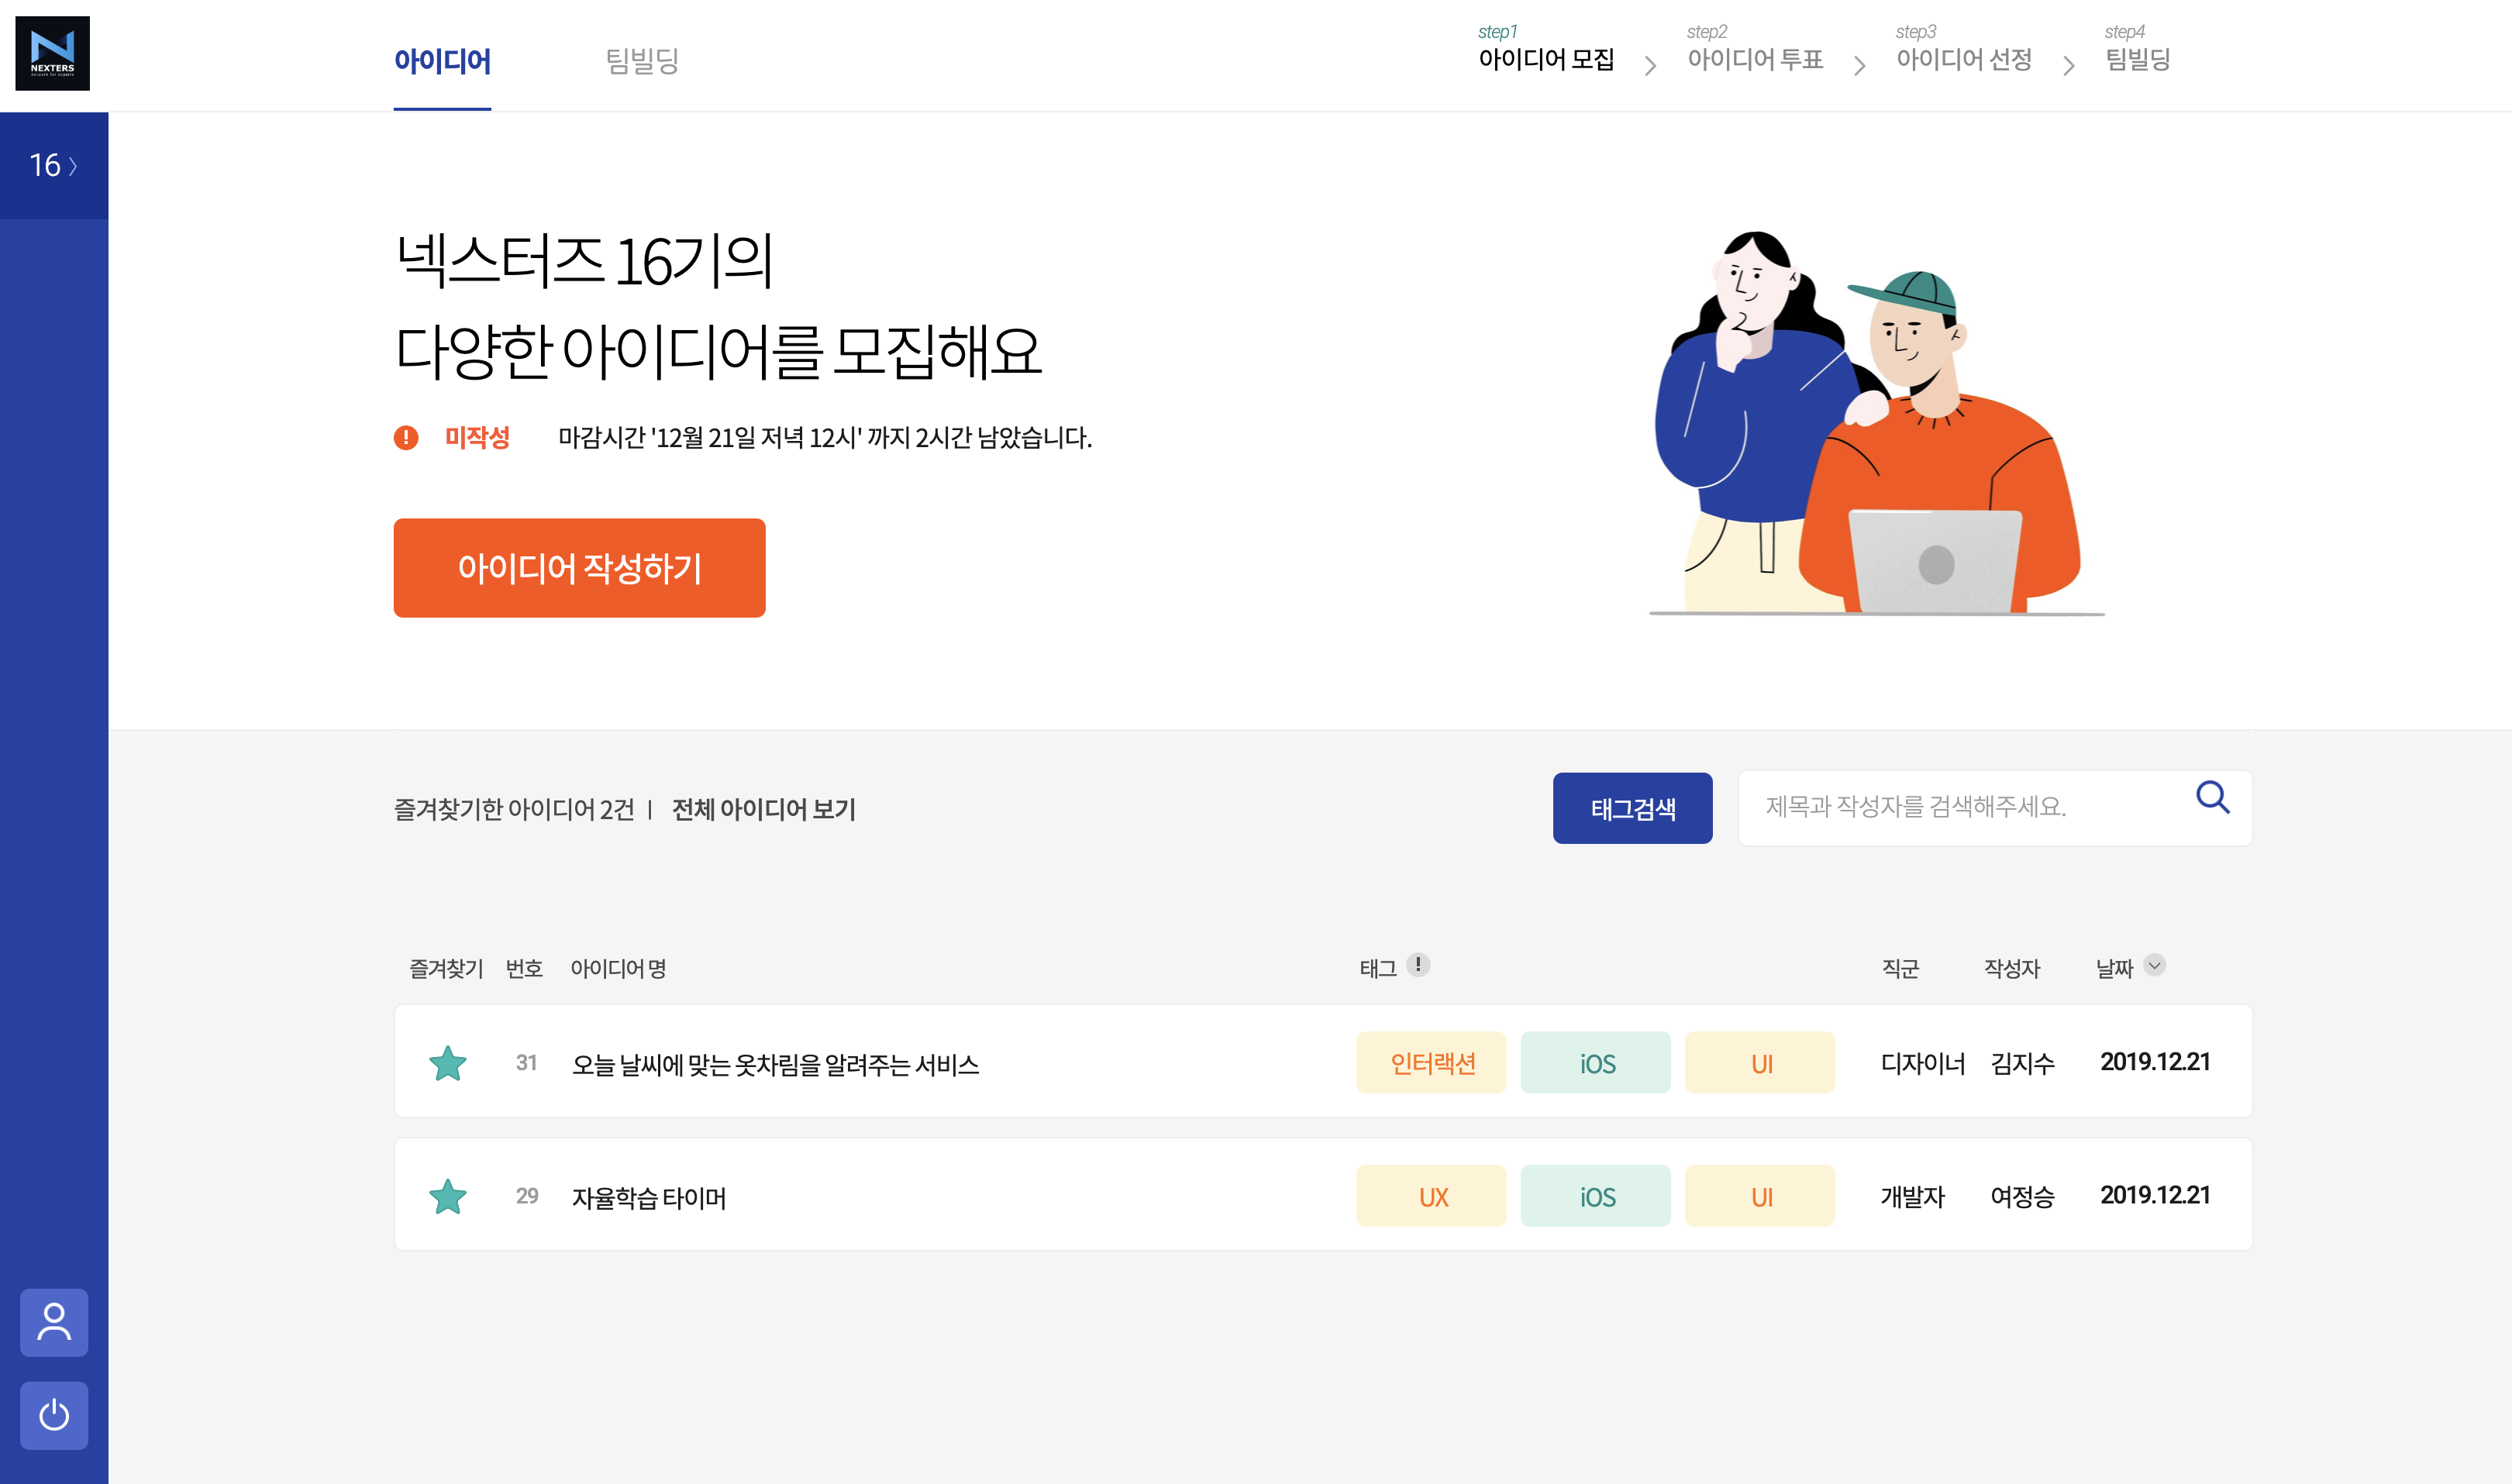 NEXTERS
아이디어
팀빌딩
step1
아이디어 모집
step2
아이디어 투표
step3
아이디어 선정
step4
팀빌딩
16
넥스터즈 16기의
다양한 아이디어를 모집해요
미작성 마감시간 '12월 21일 저녁 12시' 까지 2시간 남았습니다.
아이디어 작성하기
즐겨찾기한 아이디어 2건 | 전체 아이디어 보기
태그검색
제목과 작성자를 검색해주세요.
즐겨찾기 번호 아이디어 명 태그 직군 작성자 날짜
31 오늘 날씨에 맞는 옷차림을 알려주는 서비스 인터랙션 iOS UI 디자이너 김지수 2019.12.21
29 자율학습 타이머 UX iOS UI 개발자 여정승 2019.12.21